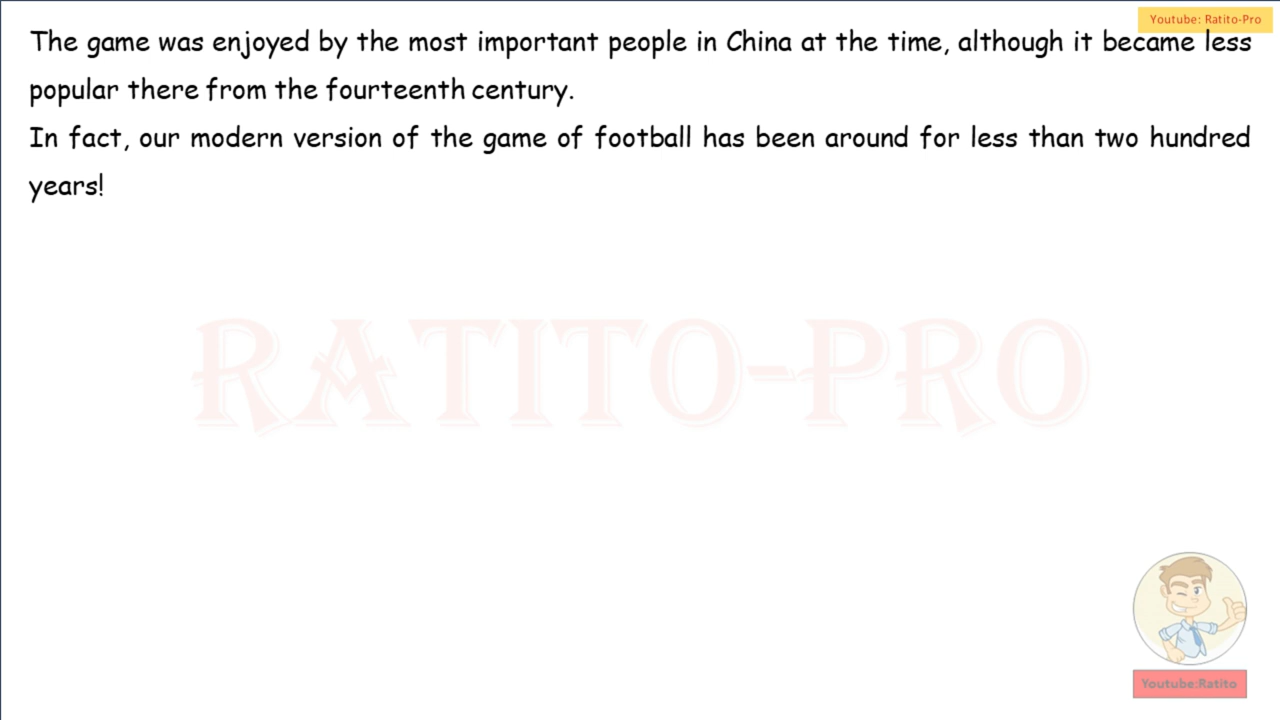 Youtube: Ratito-Pro
The game was enjoyed by the most important people in China at the time, although it became less
popular there from the fourteenth century.
In fact, our modern version of the game of football has been around for less than two hundred
years!
RATITO-PRO
Youtube:Ratito